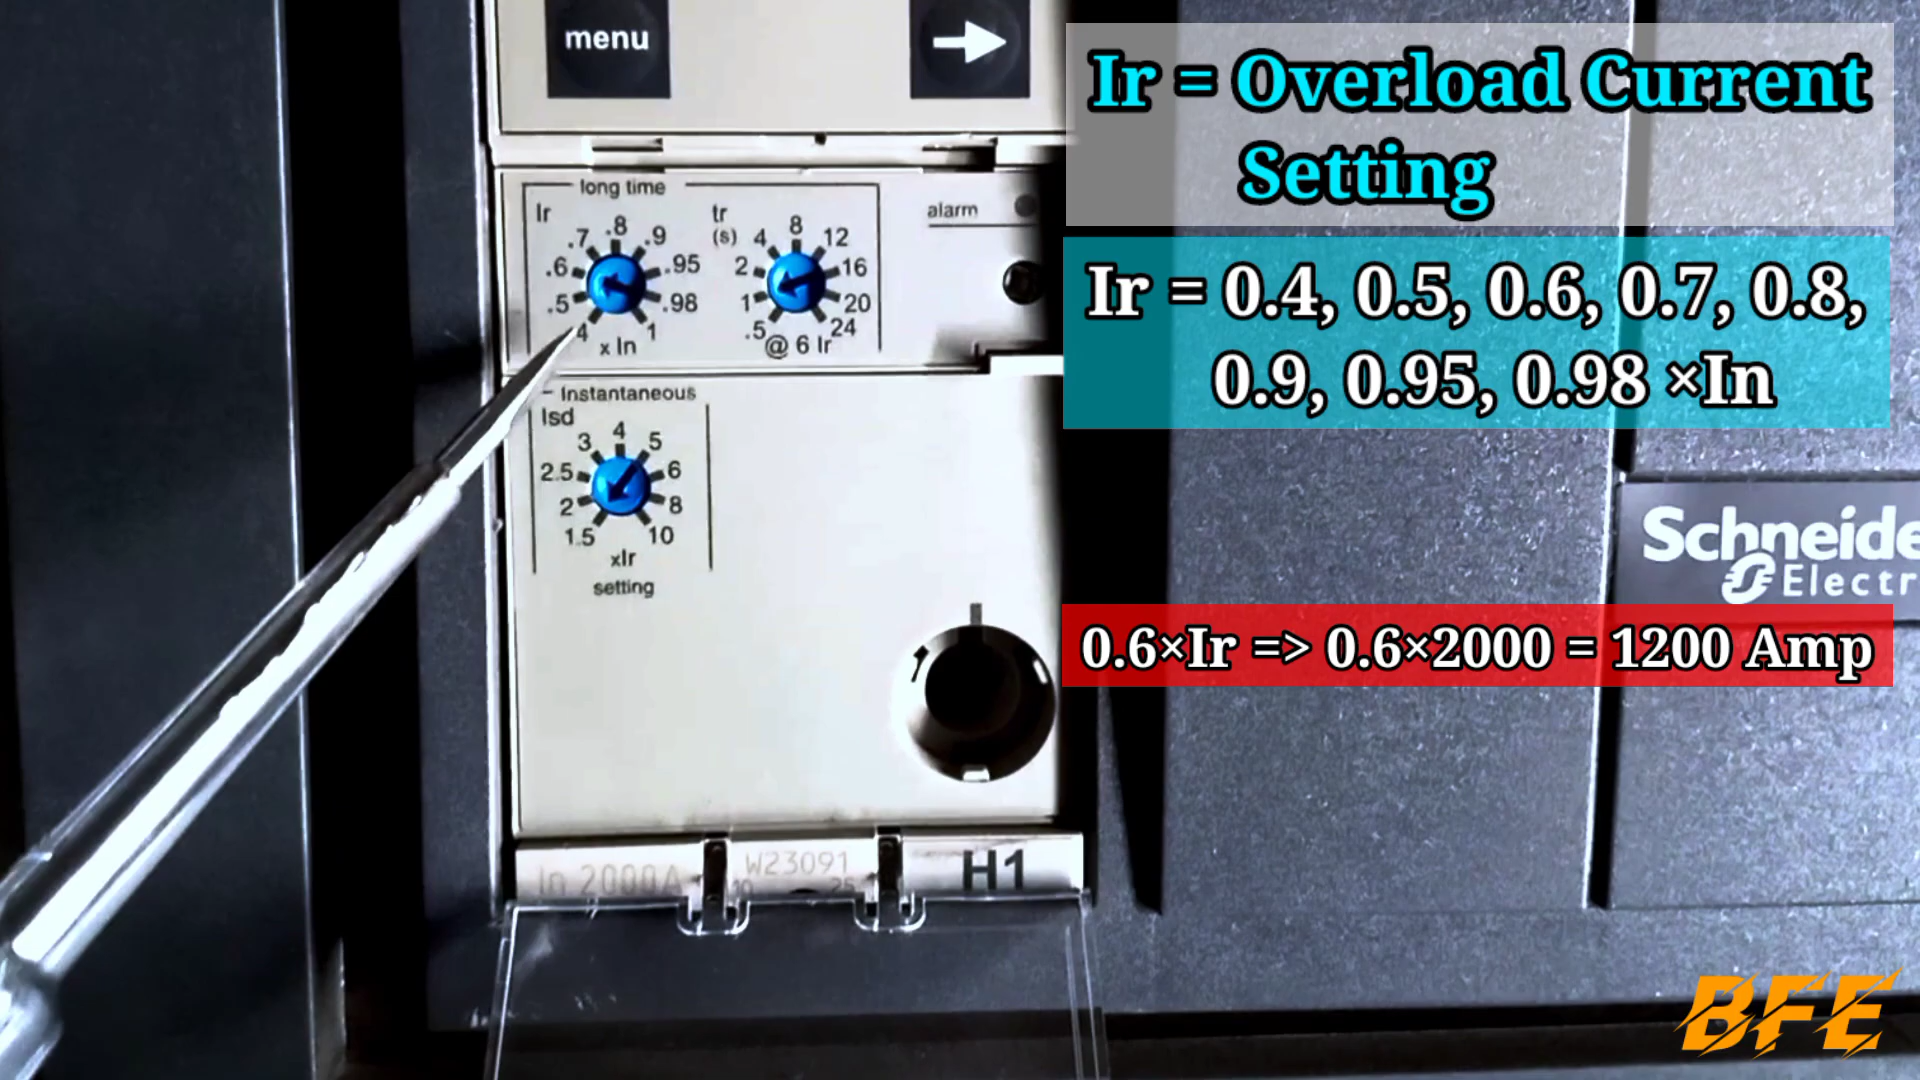 menu
Ir = Overload Current
Setting
long time
Ir
.4
.5
.6
.7
.8
.9
.95
.98
1
x In
tr
(s)
.5
1
2
4
8
12
16
20
24
@ 6 Ir
alarm
Ir = 0.4, 0.5, 0.6, 0.7, 0.8,
0.9, 0.95, 0.98 ×In
Instantaneous
Isd
1.5
2
2.5
3
4
5
6
8
10
xIr
setting
Schneide
Electr
0.6×Ir => 0.6×2000 = 1200 Amp
In 2000A
W23091
H1
BFE